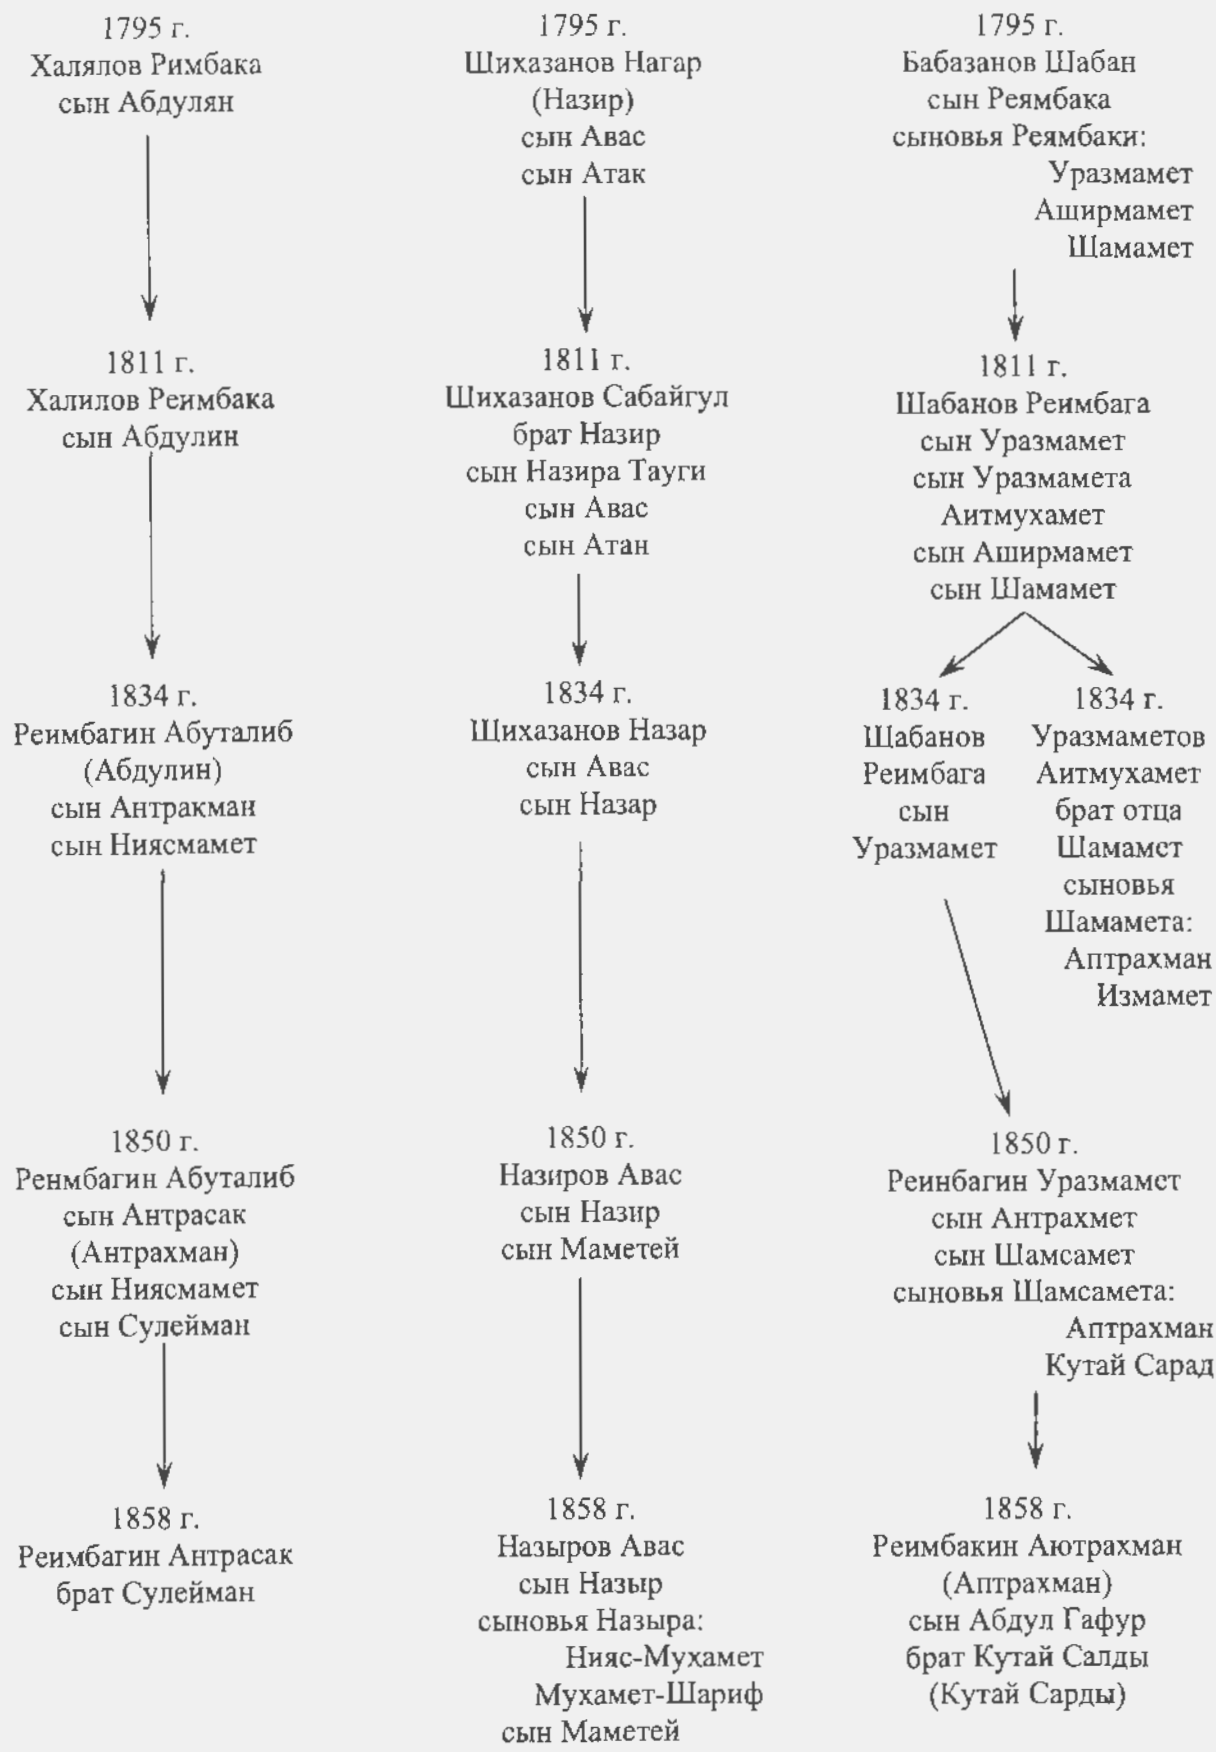 1795 г.
Халялов Римбака
сын Абдулян
1811 г.
Халилов Реимбака
сын Абдулин
1834 г.
Реимбагин Абуталиб
(Абдулин)
сын Антракман
сын Ниясмамет
1850 г.
Ренмбагин Абуталиб
сын Антрасак
(Антрахман)
сын Ниясмамет
сын Сулейман
1858 г.
Реимбагин Антрасак
брат Сулейман
1795 г.
Шихазанов Нагар
(Назир)
сын Авас
сын Атак
1811 г.
Шихазанов Сабайгул
брат Назир
сын Назира Тауги
сын Авас
сын Атан
1834 г.
Шихазанов Назар
сын Авас
сын Назар
1850 г.
Назиров Авас
сын Назир
сын Маметей
1858 г.
Назыров Авас
сын Назыр
сыновья Назыра:
Нияс-Мухамет
Мухамет-Шариф
сын Маметей
1795 г.
Бабазанов Шабан
сын Реямбака
сыновья Реямбаки:
Уразмамет
Аширмамет
Шамамет
1811 г.
Шабанов Реимбага
сын Уразмамет
сын Уразмамета
Аитмухамет
сын Аширмамет
сын Шамамет
1834 г.
Шабанов
Реимбага
сын
Уразмамет
1834 г.
Уразмаметов
Аитмухамет
брат отца
Шамамет
сыновья
Шамамета:
Аптрахман
Измамет
1850 г.
Реинбагин Уразмамет
сын Антрахмет
сын Шамсамет
сыновья Шамсамета:
Аптрахман
Кутай Сарад
1858 г.
Реимбакин Аютрахман
(Аптрахман)
сын Абдул Гафур
брат Кутай Салды
(Кутай Сарды)